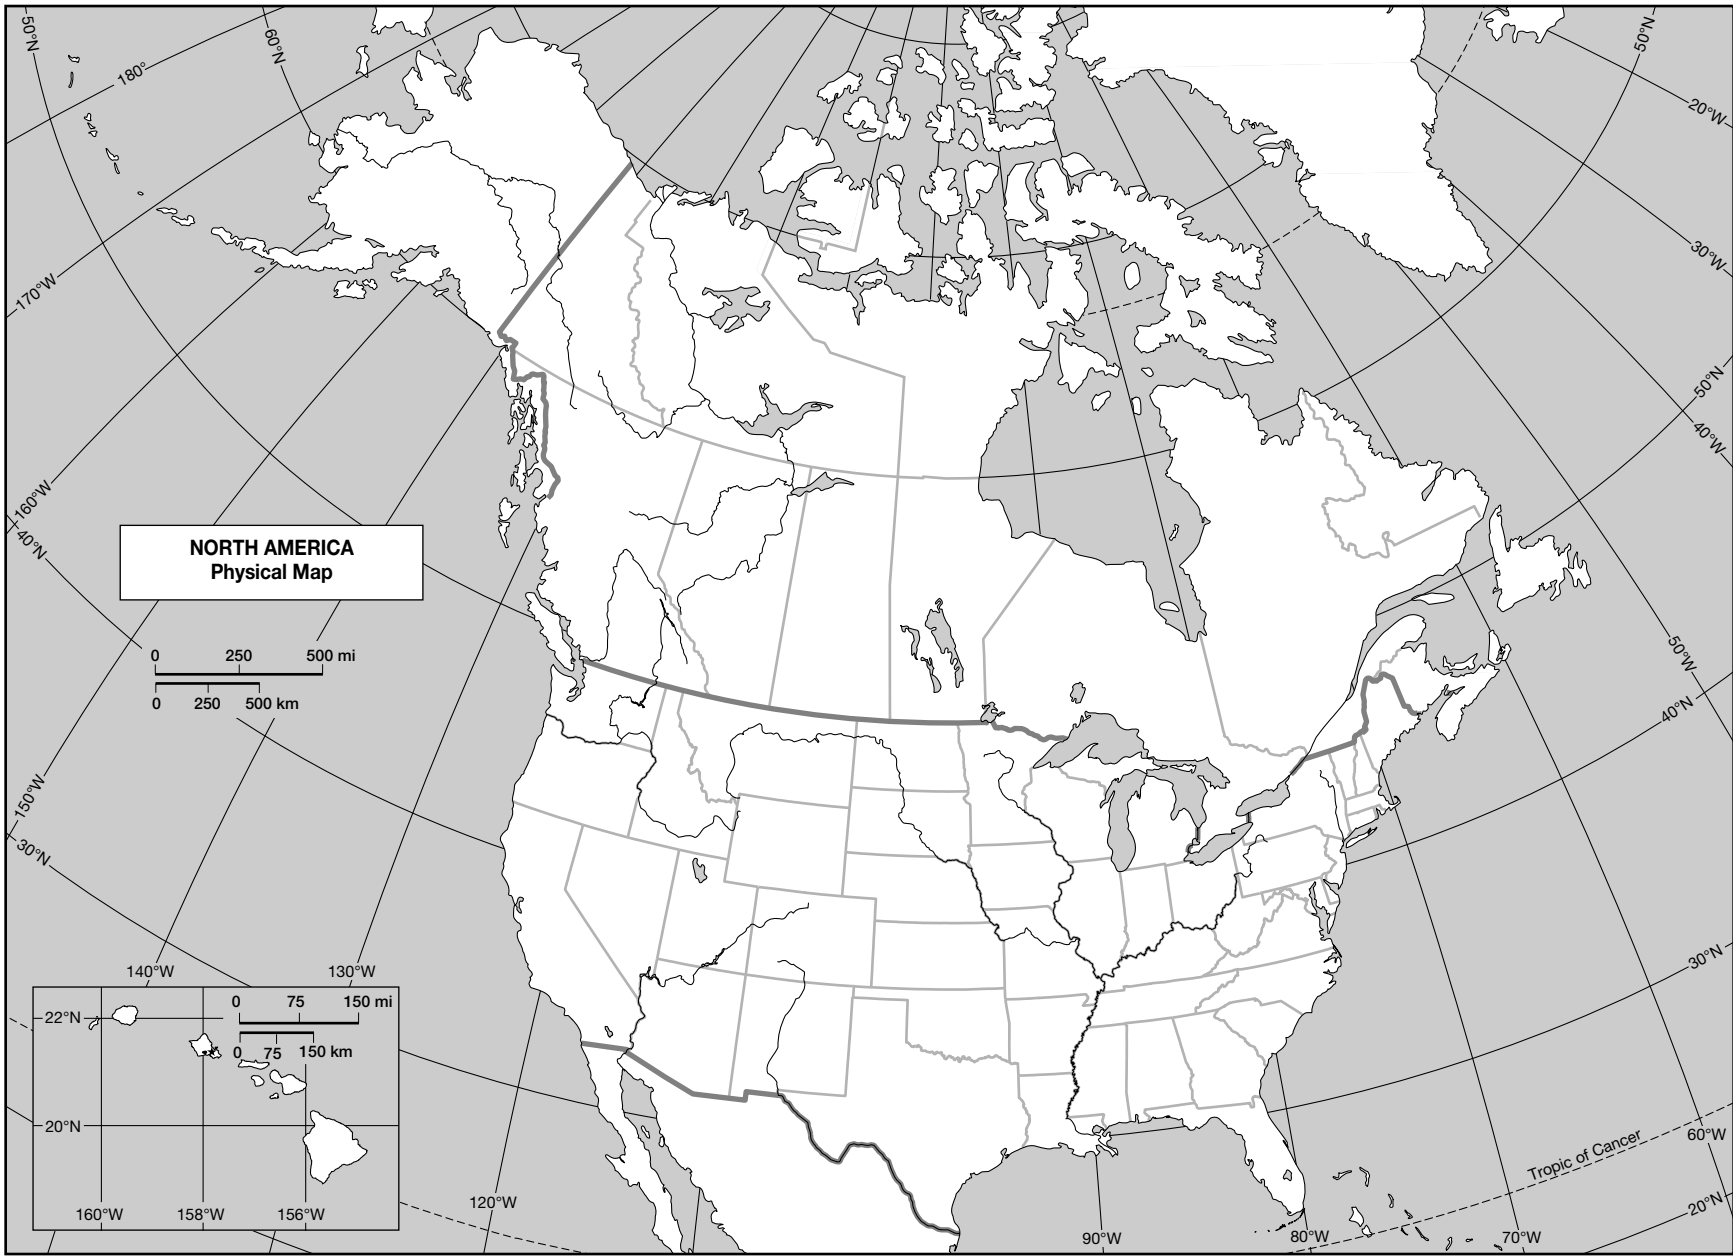 50°N
60°N
180°
50°N
20°W
170°W
30°W
50°N
40°W
160°W
40°N
NORTH AMERICA
Physical Map
0 250 500 mi
0 250 500 km
50°W
40°N
150°W
30°N
140°W
130°W
30°N
0 75 150 mi
22°N
0 75 150 km
20°N
160°W
158°W
156°W
120°W
90°W
80°W
70°W
Tropic of Cancer
60°W
20°N